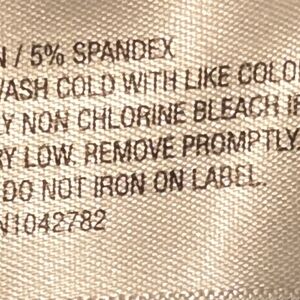 N / 5% SPANDEX
WASH COLD WITH LIKE COLO
Y NON CHLORINE BLEACH I
RY LOW. REMOVE PROMPTLY.
DO NOT IRON ON LABEL.
N1042782